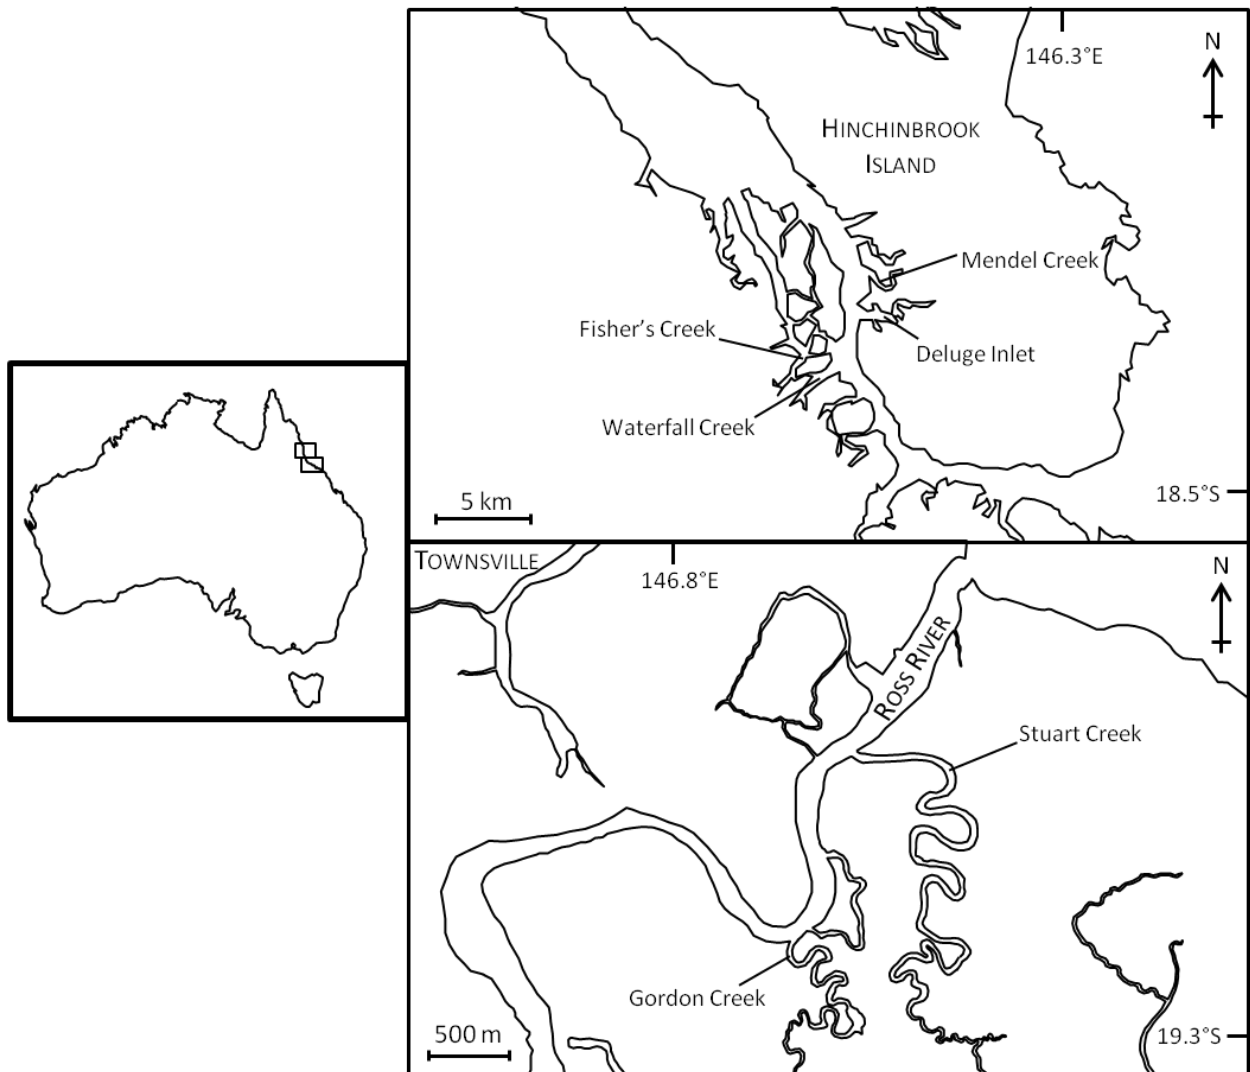 146.3°E
N
HINCHINBROOK
ISLAND
Mendel Creek
Fisher's Creek
Deluge Inlet
Waterfall Creek
5 km
18.5°S
TOWNSVILLE
146.8°E
N
ROSS RIVER
Stuart Creek
Gordon Creek
500 m
19.3°S